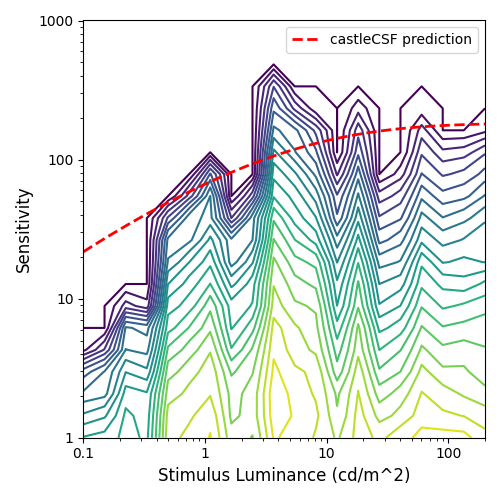 1000
castleCSF prediction
100
Sensitivity
10
1
0.1 1 10 100
Stimulus Luminance (cd/m^2)